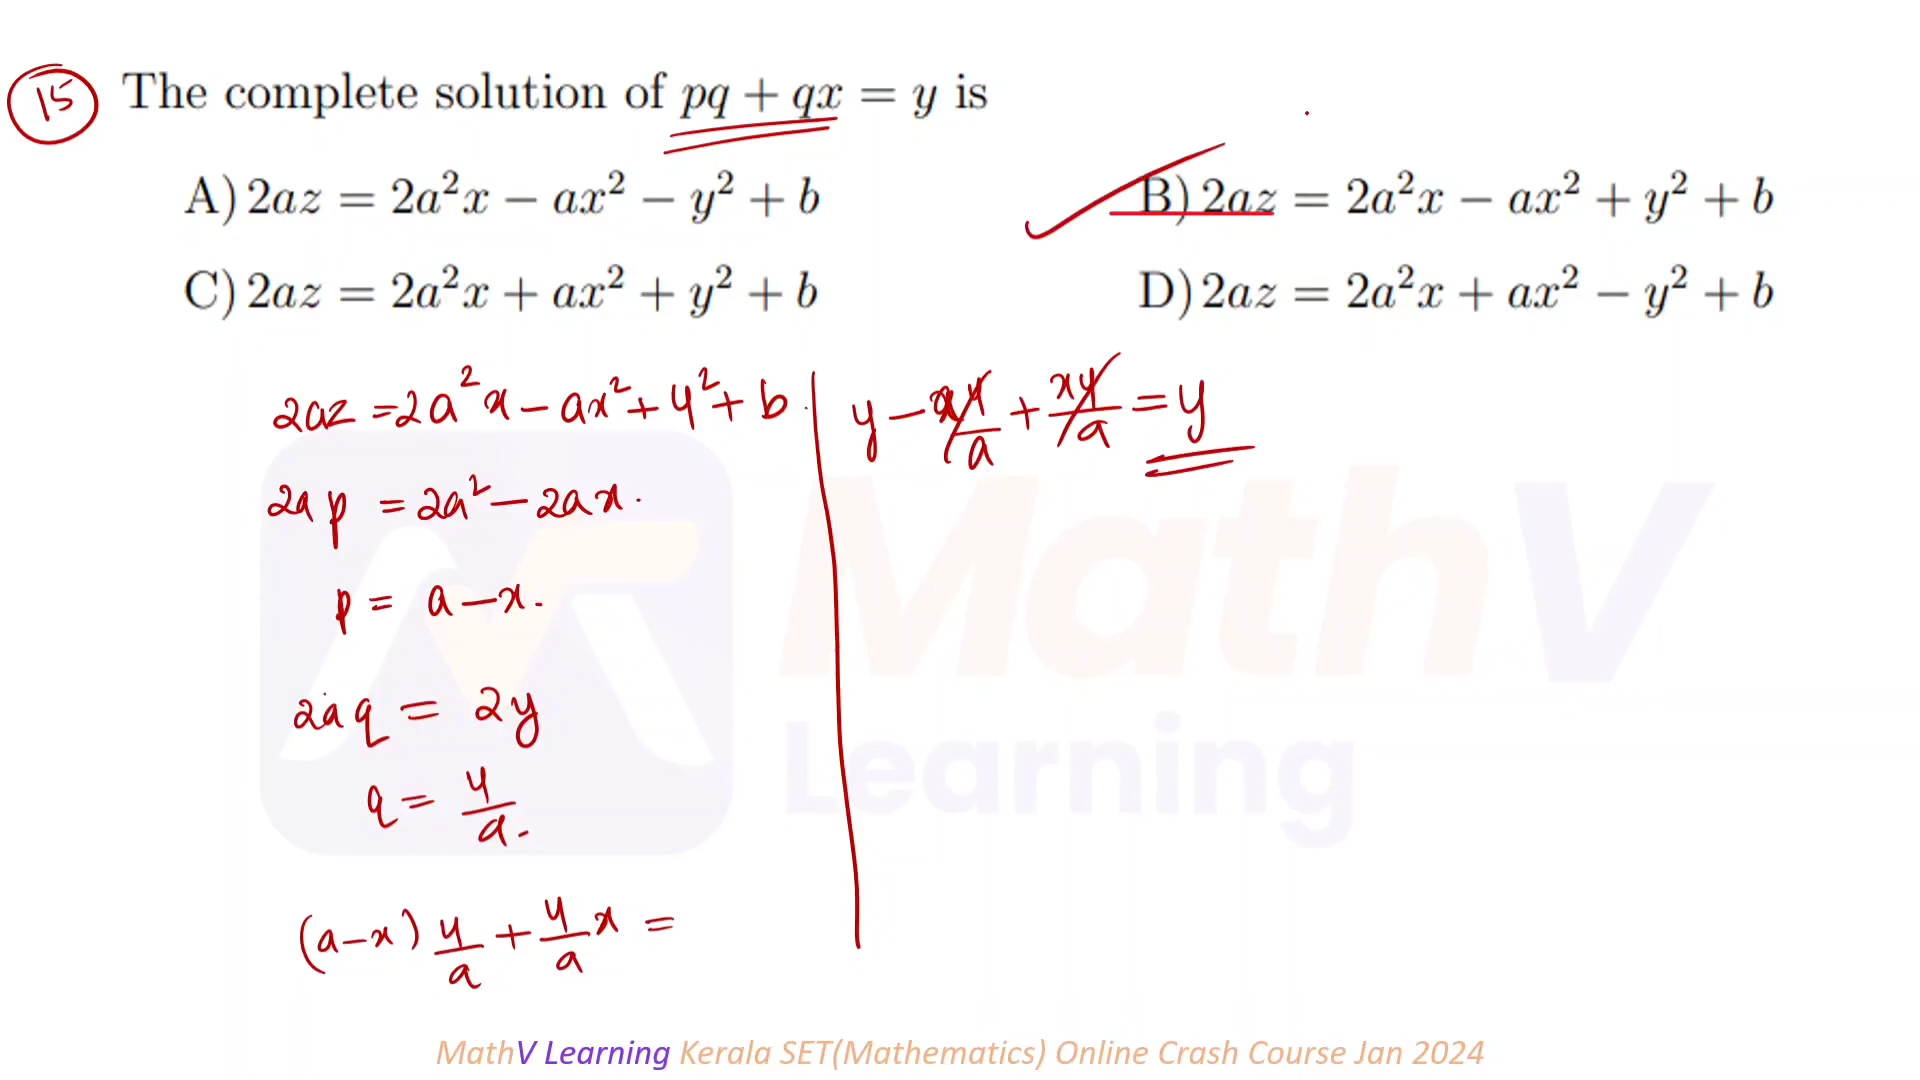 15 The complete solution of pq + qx = y is
A) 2az = 2a²x − ax² − y² + b
B) 2az = 2a²x − ax² + y² + b
C) 2az = 2a²x + ax² + y² + b
D) 2az = 2a²x + ax² − y² + b
2az = 2a²x − ax² + y² + b .
2ap = 2a² − 2ax.
p = a − x.
2aq = 2y
q = y/a.
(a−x) y/a + y/a x =
y − xy/a + xy/a = y
MathV
Learning
MathV Learning Kerala SET(Mathematics) Online Crash Course Jan 2024